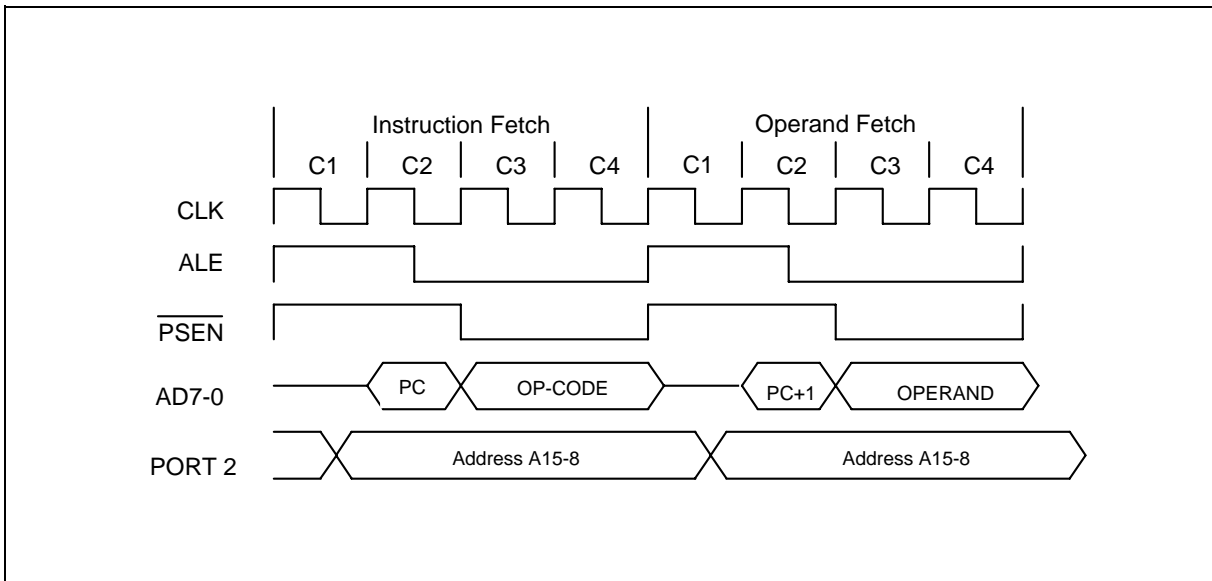 Instruction Fetch Operand Fetch
C1 C2 C3 C4 C1 C2 C3 C4
CLK
ALE
PSEN
AD7-0 PC OP-CODE PC+1 OPERAND
PORT 2 Address A15-8 Address A15-8